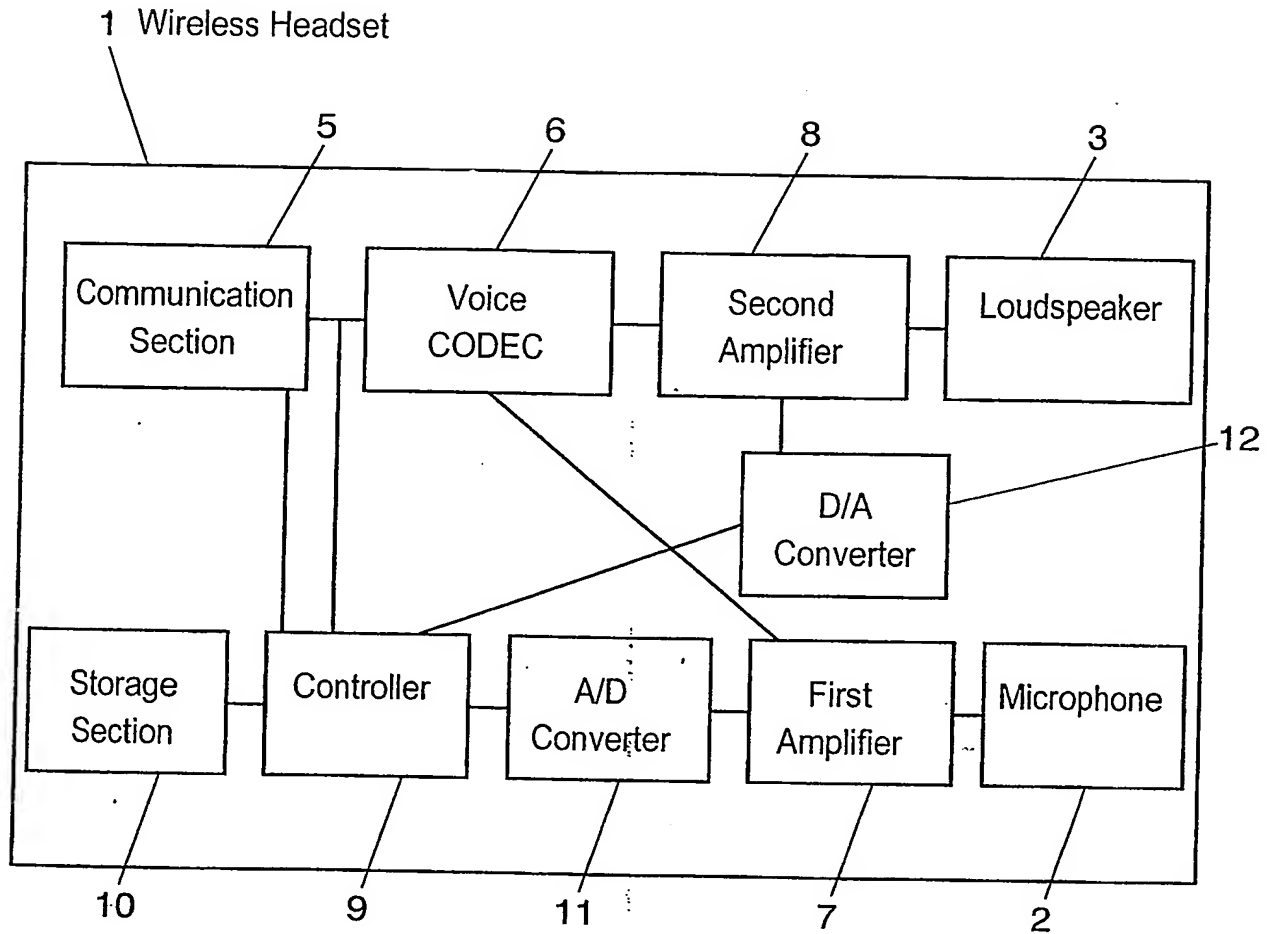 1 Wireless Headset
5
6
8
3
Communication
Section
Voice
CODEC
Second
Amplifier
Loudspeaker
12
D/A
Converter
Storage
Section
Controller
A/D
Converter
First
Amplifier
Microphone
10
9
11
7
2